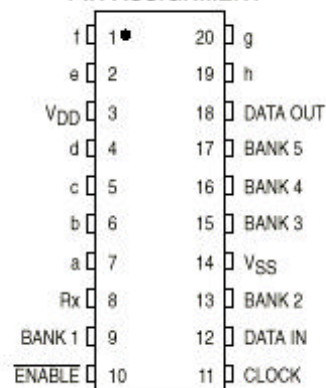 f 1 20 g
e 2 19 h
VDD 3 18 DATA OUT
d 4 17 BANK 5
c 5 16 BANK 4
b 6 15 BANK 3
a 7 14 VSS
Rx 8 13 BANK 2
BANK 1 9 12 DATA IN
ENABLE 10 11 CLOCK